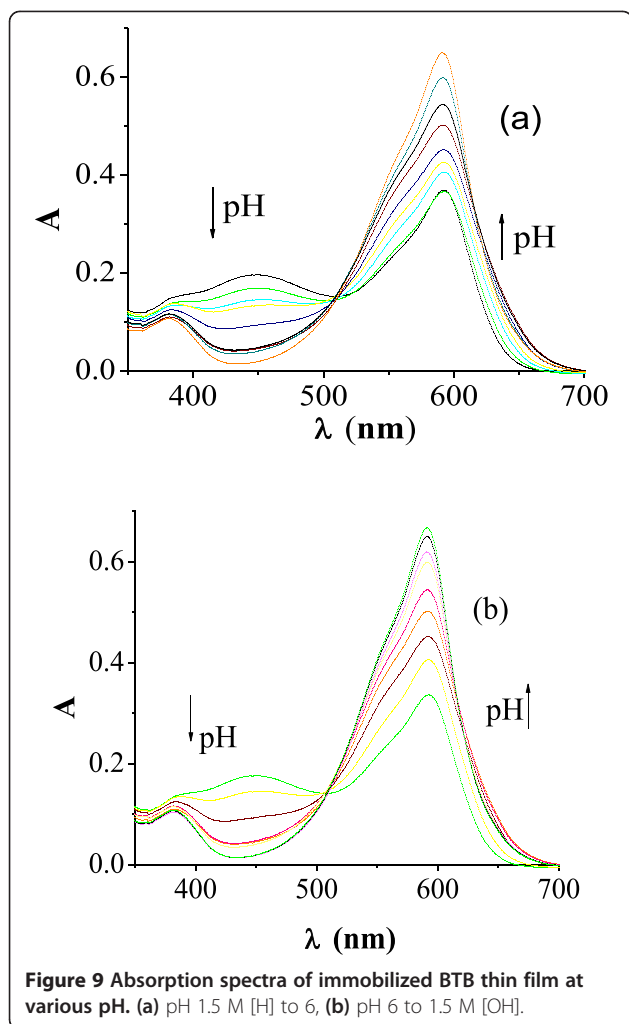 0.6
(a)
pH
0.4
A
pH
0.2
0.0
400 500 600 700
λ (nm)
0.6
(b)
0.4
A
pH
pH
0.2
0.0
400 500 600 700
λ (nm)
Figure 9 Absorption spectra of immobilized BTB thin film at
various pH. (a) pH 1.5 M [H] to 6, (b) pH 6 to 1.5 M [OH].